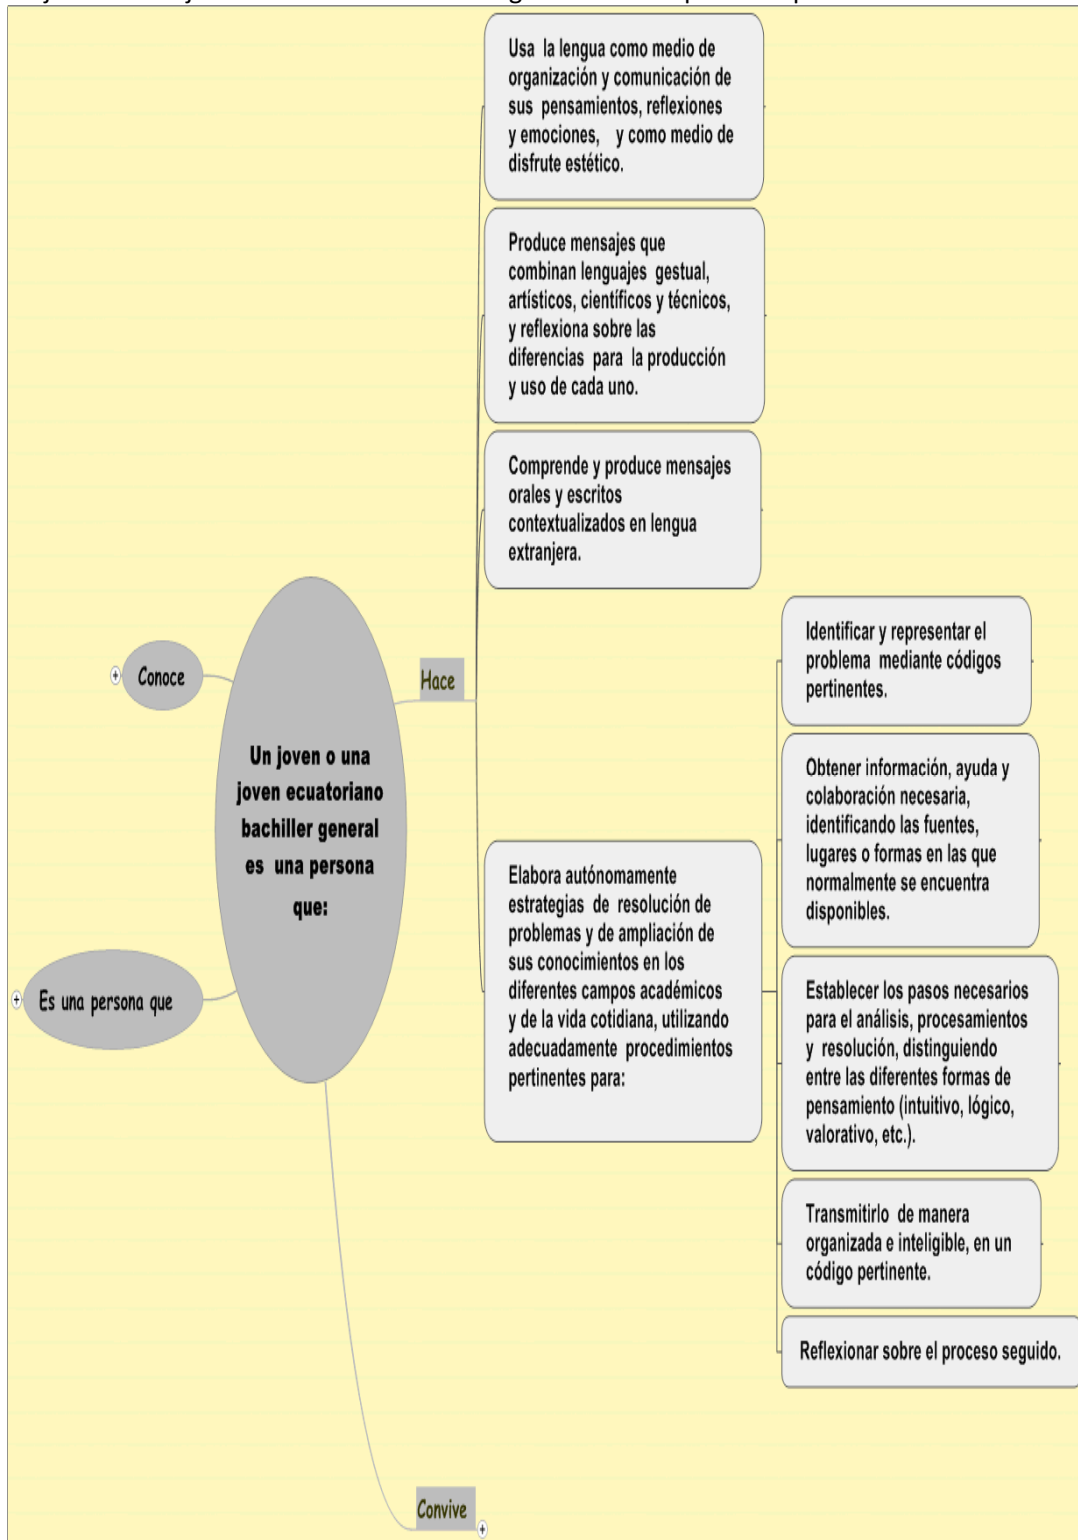 Usa la lengua como medio de
organización y comunicación de
sus pensamientos, reflexiones
y emociones, y como medio de
disfrute estético.
Produce mensajes que
combinan lenguajes gestual,
artísticos, científicos y técnicos,
y reflexiona sobre las
diferencias para la producción
y uso de cada uno.
Comprende y produce mensajes
orales y escritos
contextualizados en lengua
extranjera.
Conoce
Hace
Un joven o una
joven ecuatoriano
bachiller general
es una persona
que:
Es una persona que
Elabora autónomamente
estrategias de resolución de
problemas y de ampliación de
sus conocimientos en los
diferentes campos académicos
y de la vida cotidiana, utilizando
adecuadamente procedimientos
pertinentes para:
Identificar y representar el
problema mediante códigos
pertinentes.
Obtener información, ayuda y
colaboración necesaria,
identificando las fuentes,
lugares o formas en las que
normalmente se encuentra
disponibles.
Establecer los pasos necesarios
para el análisis, procesamientos
y resolución, distinguiendo
entre las diferentes formas de
pensamiento (intuitivo, lógico,
valorativo, etc.).
Transmitirlo de manera
organizada e inteligible, en un
código pertinente.
Reflexionar sobre el proceso seguido.
Convive